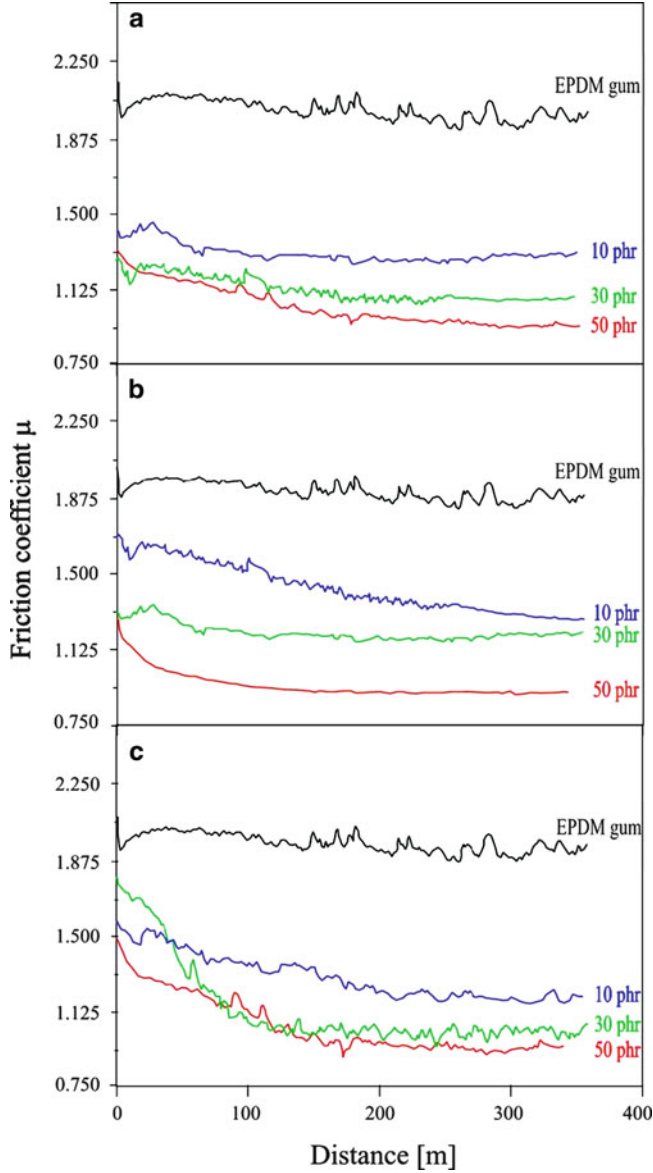 a
2.250
EPDM gum
1.875
1.500
10 phr
1.125
30 phr
50 phr
0.750
b
2.250
EPDM gum
1.875
1.500
10 phr
30 phr
1.125
50 phr
0.750
c
2.250
EPDM gum
1.875
1.500
10 phr
1.125
30 phr
50 phr
0.750
0 100 200 300 400
Distance [m]
Friction coefficient μ